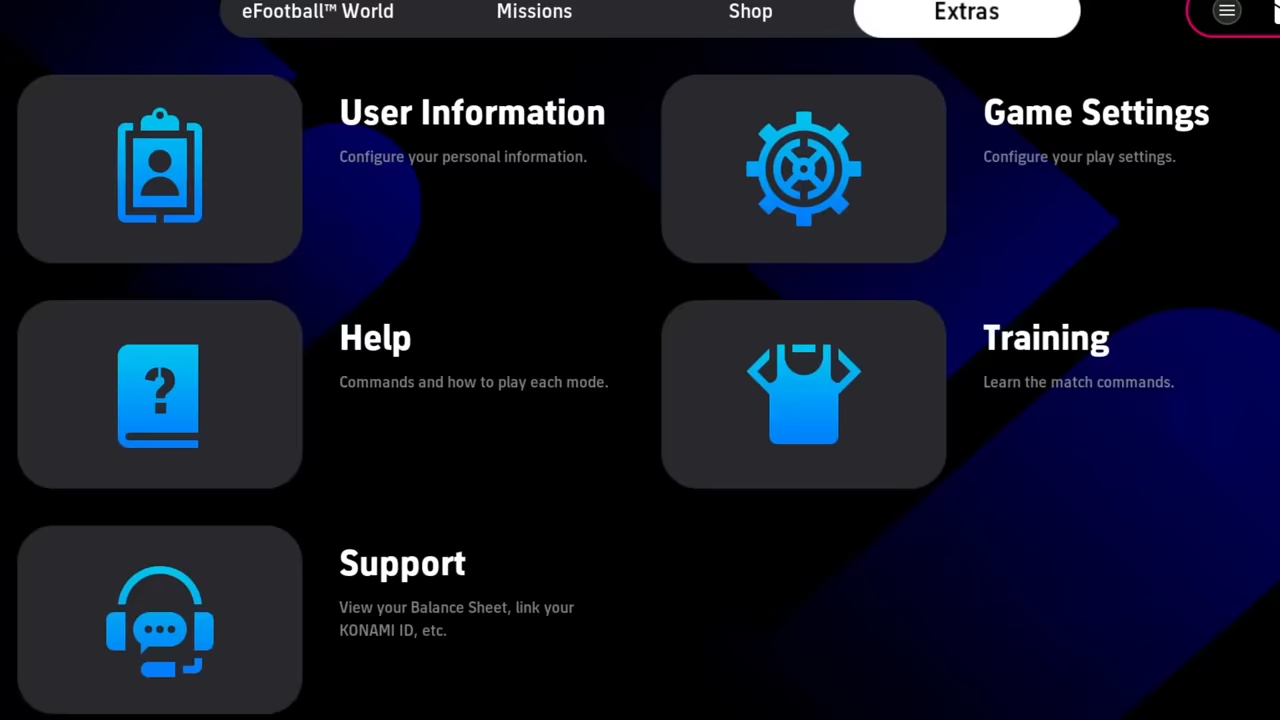 eFootball™ World
Missions
Shop
Extras
User Information
Configure your personal information.
Game Settings
Configure your play settings.
Help
Commands and how to play each mode.
?
Training
Learn the match commands.
Support
View your Balance Sheet, link your
KONAMI ID, etc.